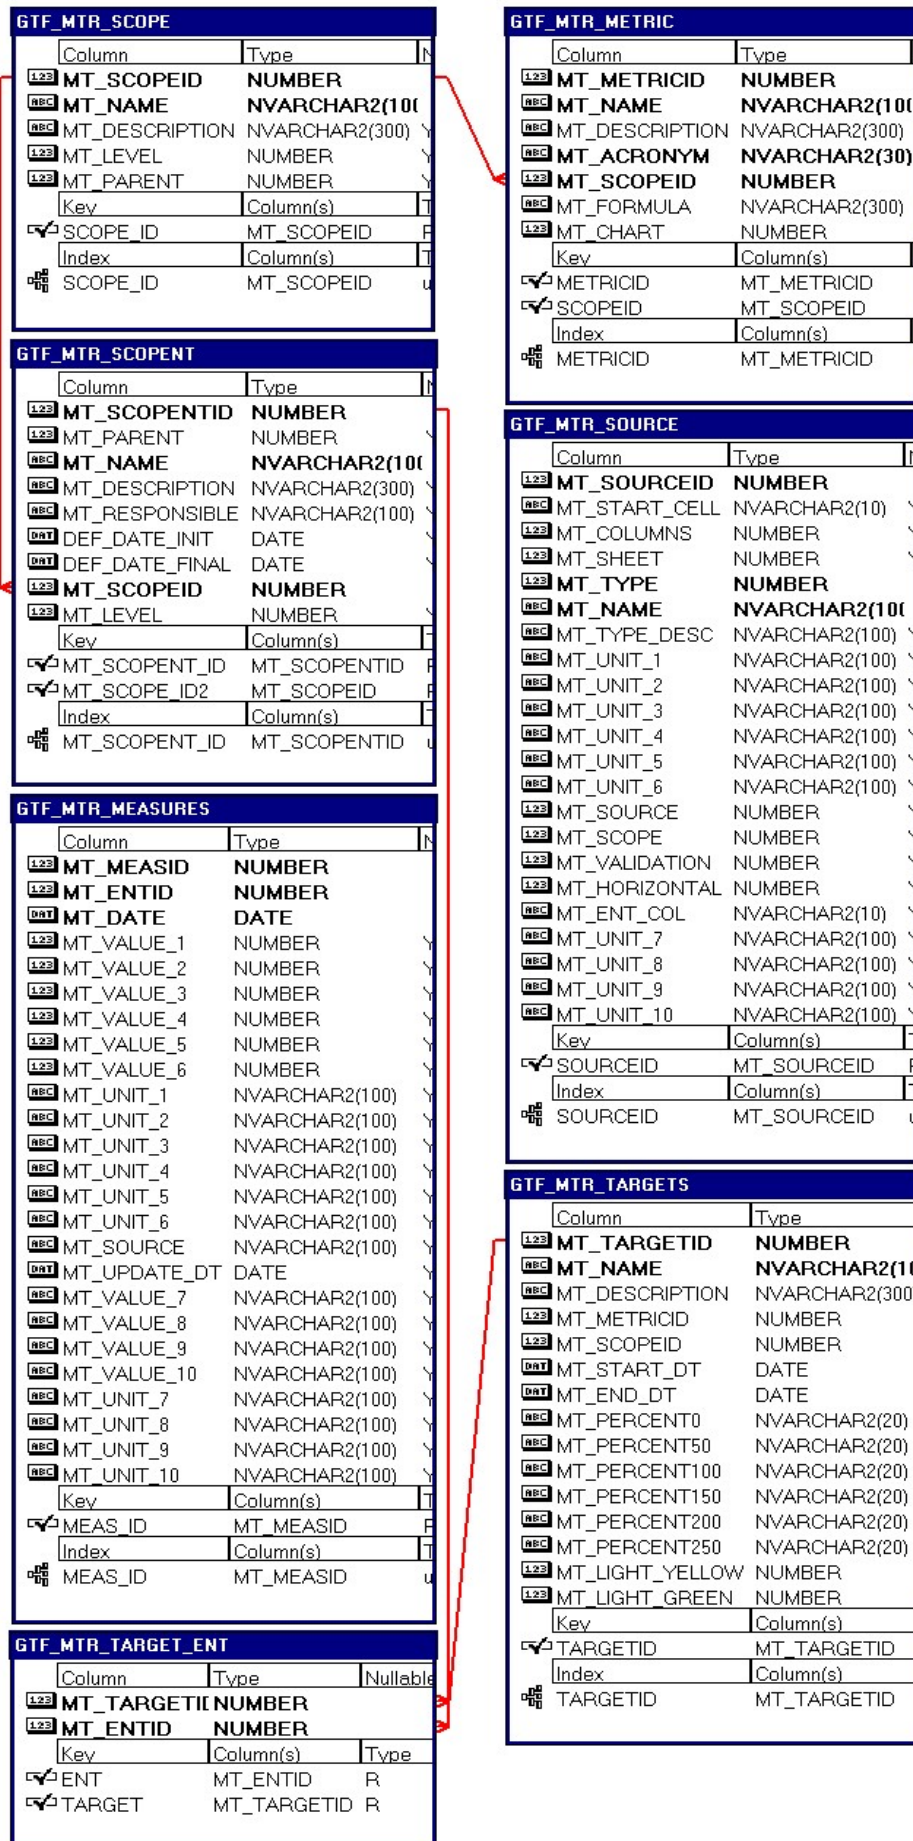 GTF_MTR_SCOPE
Column Type N
MT_SCOPEID NUMBER
MT_NAME NVARCHAR2(10(
MT_DESCRIPTION NVARCHAR2(300) Y
MT_LEVEL NUMBER Y
MT_PARENT NUMBER Y
Key Column(s) T
SCOPE_ID MT_SCOPEID P
Index Column(s) T
SCOPE_ID MT_SCOPEID u
GTF_MTR_SCOPENT
Column Type N
MT_SCOPENTID NUMBER
MT_PARENT NUMBER Y
MT_NAME NVARCHAR2(10(
MT_DESCRIPTION NVARCHAR2(300) Y
MT_RESPONSIBLE NVARCHAR2(100) Y
DEF_DATE_INIT DATE Y
DEF_DATE_FINAL DATE Y
MT_SCOPEID NUMBER
MT_LEVEL NUMBER Y
Key Column(s) T
MT_SCOPENT_ID MT_SCOPENTID P
MT_SCOPE_ID2 MT_SCOPEID R
Index Column(s) T
MT_SCOPENT_ID MT_SCOPENTID u
GTF_MTR_MEASURES
Column Type N
MT_MEASID NUMBER
MT_ENTID NUMBER
MT_DATE DATE
MT_VALUE_1 NUMBER Y
MT_VALUE_2 NUMBER Y
MT_VALUE_3 NUMBER Y
MT_VALUE_4 NUMBER Y
MT_VALUE_5 NUMBER Y
MT_VALUE_6 NUMBER Y
MT_UNIT_1 NVARCHAR2(100) Y
MT_UNIT_2 NVARCHAR2(100) Y
MT_UNIT_3 NVARCHAR2(100) Y
MT_UNIT_4 NVARCHAR2(100) Y
MT_UNIT_5 NVARCHAR2(100) Y
MT_UNIT_6 NVARCHAR2(100) Y
MT_SOURCE NVARCHAR2(100) Y
MT_UPDATE_DT DATE Y
MT_VALUE_7 NVARCHAR2(100) Y
MT_VALUE_8 NVARCHAR2(100) Y
MT_VALUE_9 NVARCHAR2(100) Y
MT_VALUE_10 NVARCHAR2(100) Y
MT_UNIT_7 NVARCHAR2(100) Y
MT_UNIT_8 NVARCHAR2(100) Y
MT_UNIT_9 NVARCHAR2(100) Y
MT_UNIT_10 NVARCHAR2(100) Y
Key Column(s) T
MEAS_ID MT_MEASID P
Index Column(s) T
MEAS_ID MT_MEASID u
GTF_MTR_TARGET_ENT
Column Type Nullable
MT_TARGETID NUMBER
MT_ENTID NUMBER
Key Column(s) Type
ENT MT_ENTID R
TARGET MT_TARGETID R
GTF_MTR_METRIC
Column Type
MT_METRICID NUMBER
MT_NAME NVARCHAR2(100
MT_DESCRIPTION NVARCHAR2(300)
MT_ACRONYM NVARCHAR2(30)
MT_SCOPEID NUMBER
MT_FORMULA NVARCHAR2(300)
MT_CHART NUMBER
Key Column(s)
METRICID MT_METRICID
SCOPEID MT_SCOPEID
Index Column(s)
METRICID MT_METRICID
GTF_MTR_SOURCE
Column Type N
MT_SOURCEID NUMBER
MT_START_CELL NVARCHAR2(10) Y
MT_COLUMNS NUMBER Y
MT_SHEET NUMBER Y
MT_TYPE NUMBER
MT_NAME NVARCHAR2(10(
MT_TYPE_DESC NVARCHAR2(100) Y
MT_UNIT_1 NVARCHAR2(100) Y
MT_UNIT_2 NVARCHAR2(100) Y
MT_UNIT_3 NVARCHAR2(100) Y
MT_UNIT_4 NVARCHAR2(100) Y
MT_UNIT_5 NVARCHAR2(100) Y
MT_UNIT_6 NVARCHAR2(100) Y
MT_SOURCE NUMBER Y
MT_SCOPE NUMBER Y
MT_VALIDATION NUMBER Y
MT_HORIZONTAL NUMBER Y
MT_ENT_COL NVARCHAR2(10) Y
MT_UNIT_7 NVARCHAR2(100) Y
MT_UNIT_8 NVARCHAR2(100) Y
MT_UNIT_9 NVARCHAR2(100) Y
MT_UNIT_10 NVARCHAR2(100) Y
Key Column(s) T
SOURCEID MT_SOURCEID P
Index Column(s) T
SOURCEID MT_SOURCEID u
GTF_MTR_TARGETS
Column Type
MT_TARGETID NUMBER
MT_NAME NVARCHAR2(10
MT_DESCRIPTION NVARCHAR2(300
MT_METRICID NUMBER
MT_SCOPEID NUMBER
MT_START_DT DATE
MT_END_DT DATE
MT_PERCENT0 NVARCHAR2(20)
MT_PERCENT50 NVARCHAR2(20)
MT_PERCENT100 NVARCHAR2(20)
MT_PERCENT150 NVARCHAR2(20)
MT_PERCENT200 NVARCHAR2(20)
MT_PERCENT250 NVARCHAR2(20)
MT_LIGHT_YELLOW NUMBER
MT_LIGHT_GREEN NUMBER
Key Column(s)
TARGETID MT_TARGETID
Index Column(s)
TARGETID MT_TARGETID